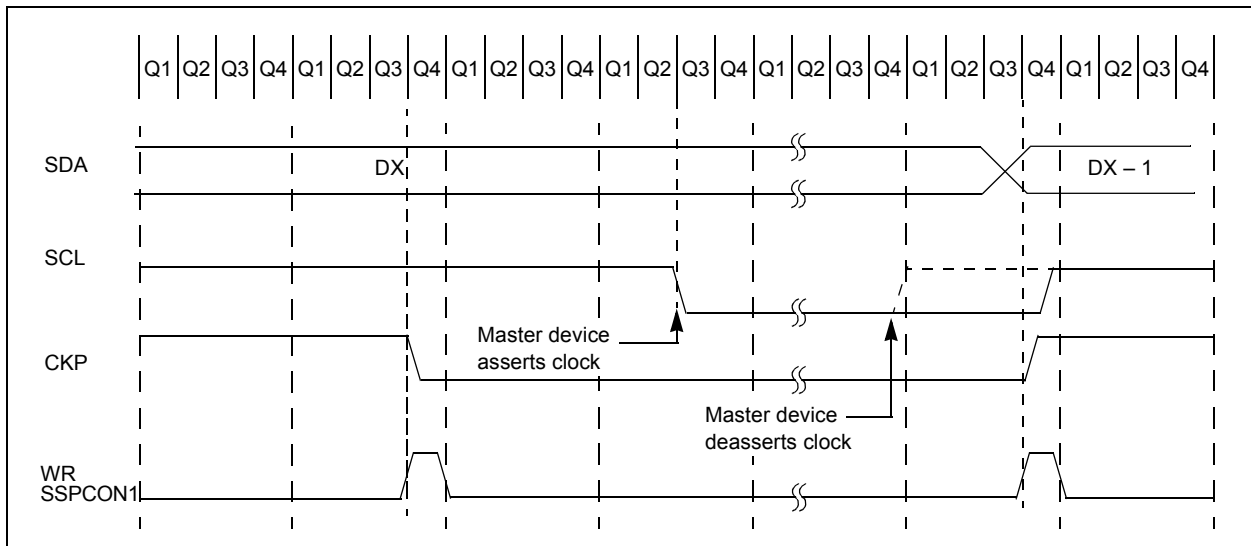 Q1 Q2 Q3 Q4 Q1 Q2 Q3 Q4 Q1 Q2 Q3 Q4 Q1 Q2 Q3 Q4 Q1 Q2 Q3 Q4 Q1 Q2 Q3 Q4 Q1 Q2 Q3 Q4
SDA
DX
DX – 1
SCL
Master device
asserts clock
CKP
Master device
deasserts clock
WR
SSPCON1